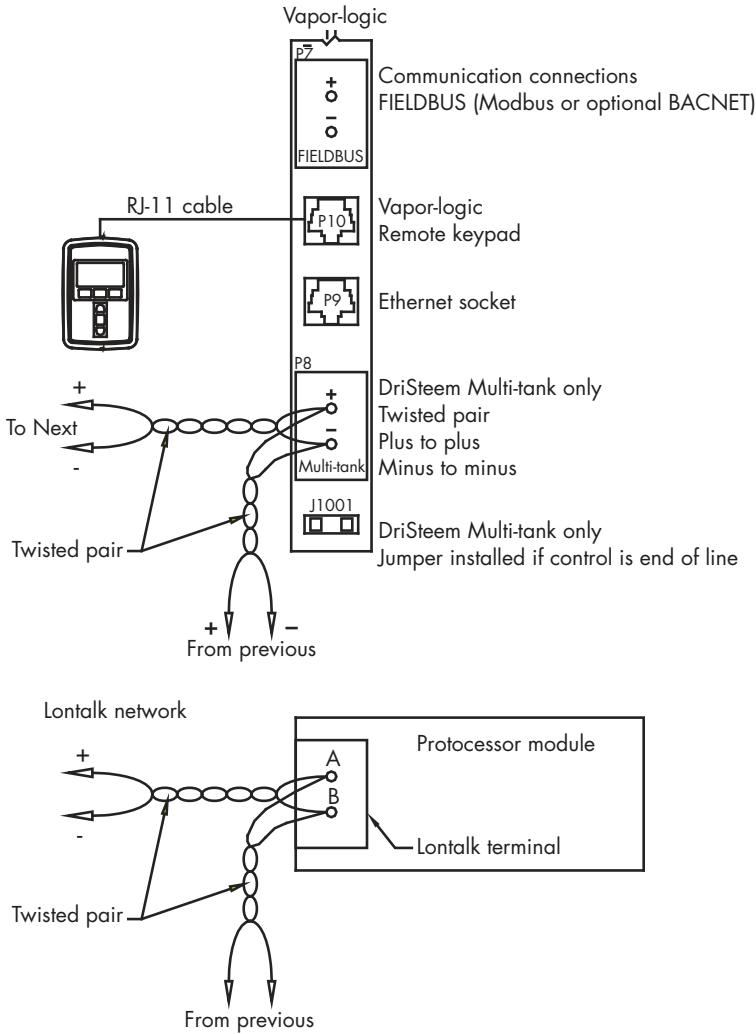 Vapor-logic
P7
+
−
FIELDBUS
Communication connections
FIELDBUS (Modbus or optional BACNET)
RJ-11 cable
P10
Vapor-logic
Remote keypad
P9
Ethernet socket
P8
+
−
Multi-tank
DriSteem Multi-tank only
Twisted pair
Plus to plus
Minus to minus
+
To Next
-
Twisted pair
J1001
DriSteem Multi-tank only
Jumper installed if control is end of line
+ −
From previous
Lontalk network
+
-
A
B
Protocessor module
Lontalk terminal
Twisted pair
From previous